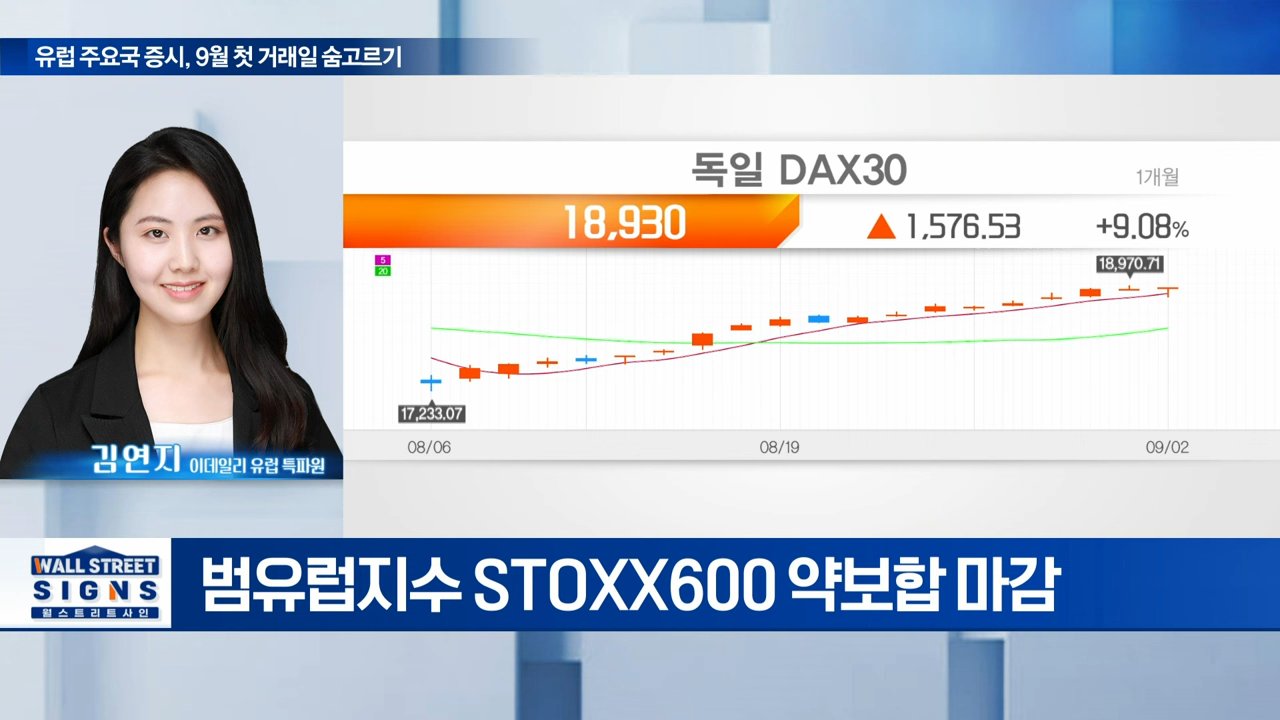 유럽 주요국 증시, 9월 첫 거래일 숨고르기
독일 DAX30
1개월
18,930 ▲ 1,576.53 +9.08%
5
20
18,970.71
17,233.07
08/06 08/19 09/02
김연지 이데일리 유럽 특파원
WALL STREET
SIGNS
월스트리트사인
범유럽지수 STOXX600 약보합 마감